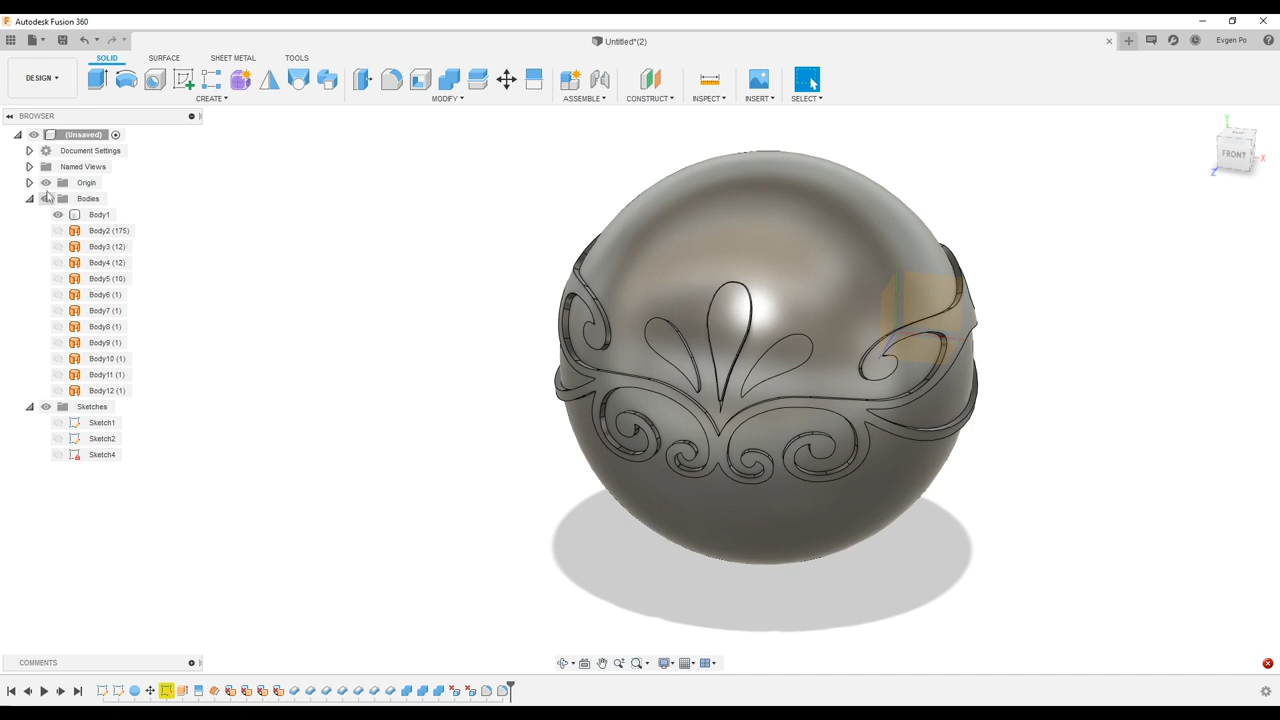 Autodesk Fusion 360
Untitled*(2)
Evgen Po
DESIGN
SOLID SURFACE SHEET METAL TOOLS
CREATE MODIFY ASSEMBLE CONSTRUCT INSPECT INSERT SELECT
BROWSER
(Unsaved)
Document Settings
Named Views
Origin
Bodies
Body1
Body2 (175)
Body3 (12)
Body4 (12)
Body5 (10)
Body6 (1)
Body7 (1)
Body8 (1)
Body9 (1)
Body10 (1)
Body11 (1)
Body12 (1)
Sketches
Sketch1
Sketch2
Sketch4
Y
FRONT
X
Z
COMMENTS